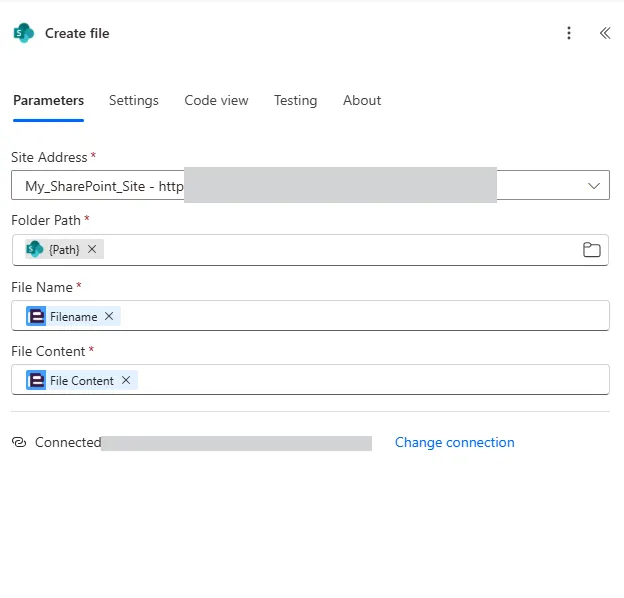 Create file
Parameters Settings Code view Testing About
Site Address *
My_SharePoint_Site - http
Folder Path *
{Path}
File Name *
Filename
File Content *
File Content
Connected Change connection